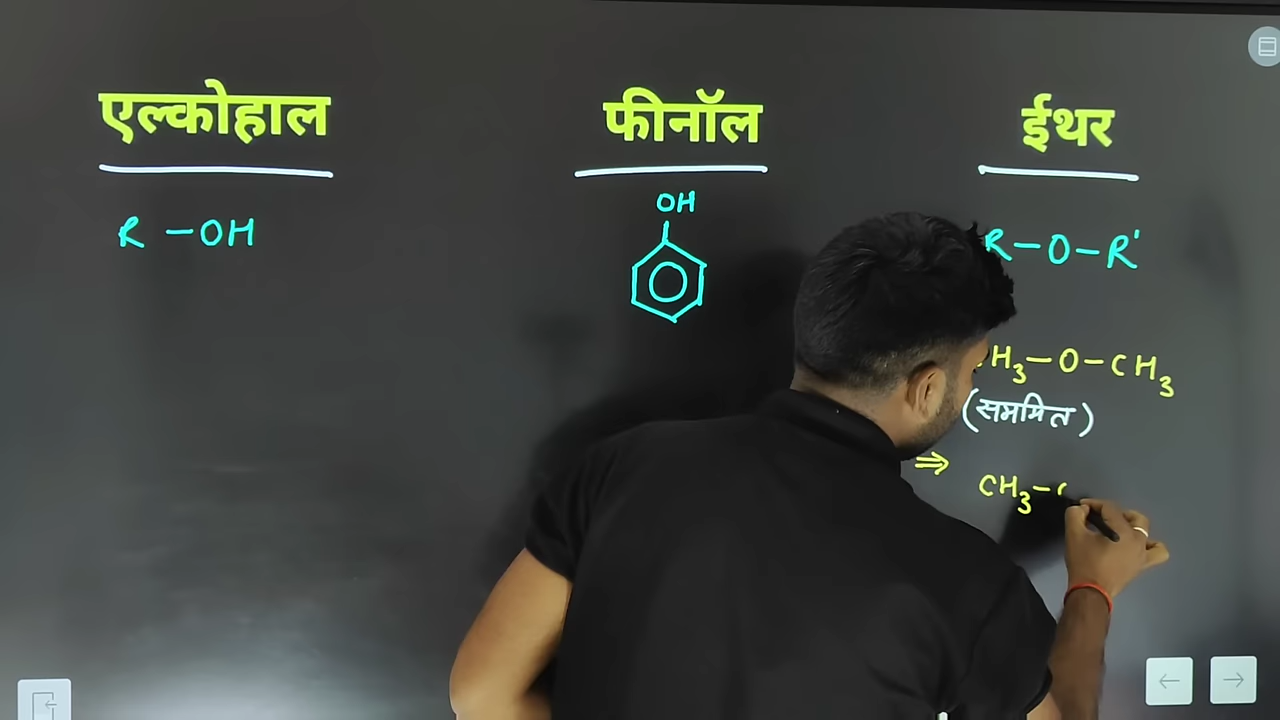 एल्कोहाल
R-OH
फीनॉल
OH
ईथर
R-O-R'
H₃-O-CH₃
(सममित)
⇒
CH₃-